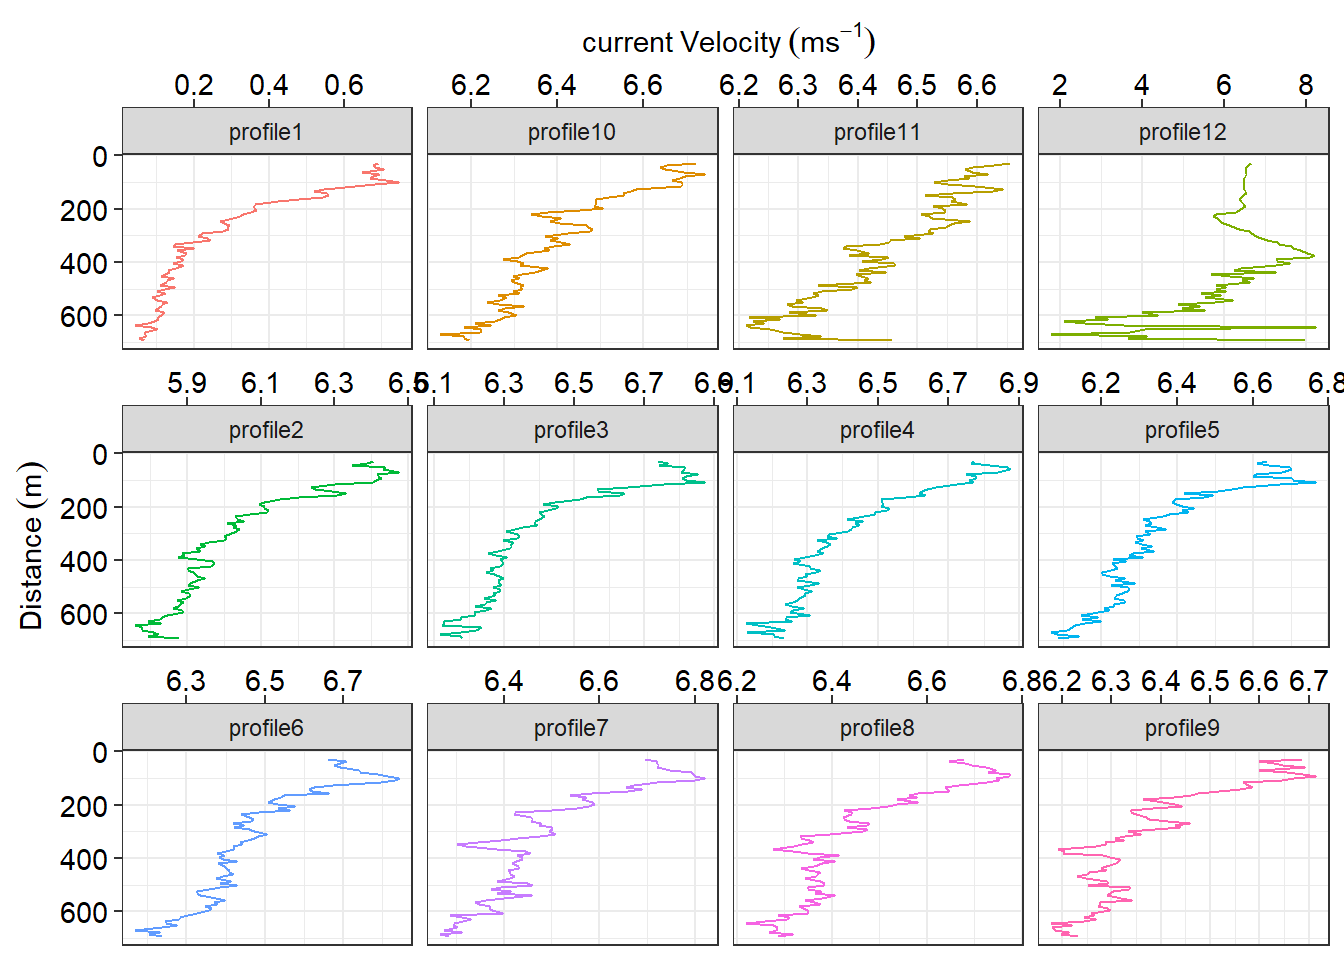 current Velocity (ms⁻¹)
0.2 0.4 0.6 6.2 6.4 6.6 6.2 6.3 6.4 6.5 6.6 2 4 6 8
profile1 profile10 profile11 profile12
0
200
400
600
5.9 6.1 6.3 6.5 6.1 6.3 6.5 6.7 6.9 6.1 6.3 6.5 6.7 6.9 6.2 6.4 6.6 6.8
profile2 profile3 profile4 profile5
0
200
400
600
Distance (m)
6.3 6.5 6.7 6.4 6.6 6.8 6.2 6.4 6.6 6.8 6.2 6.3 6.4 6.5 6.6 6.7
profile6 profile7 profile8 profile9
0
200
400
600